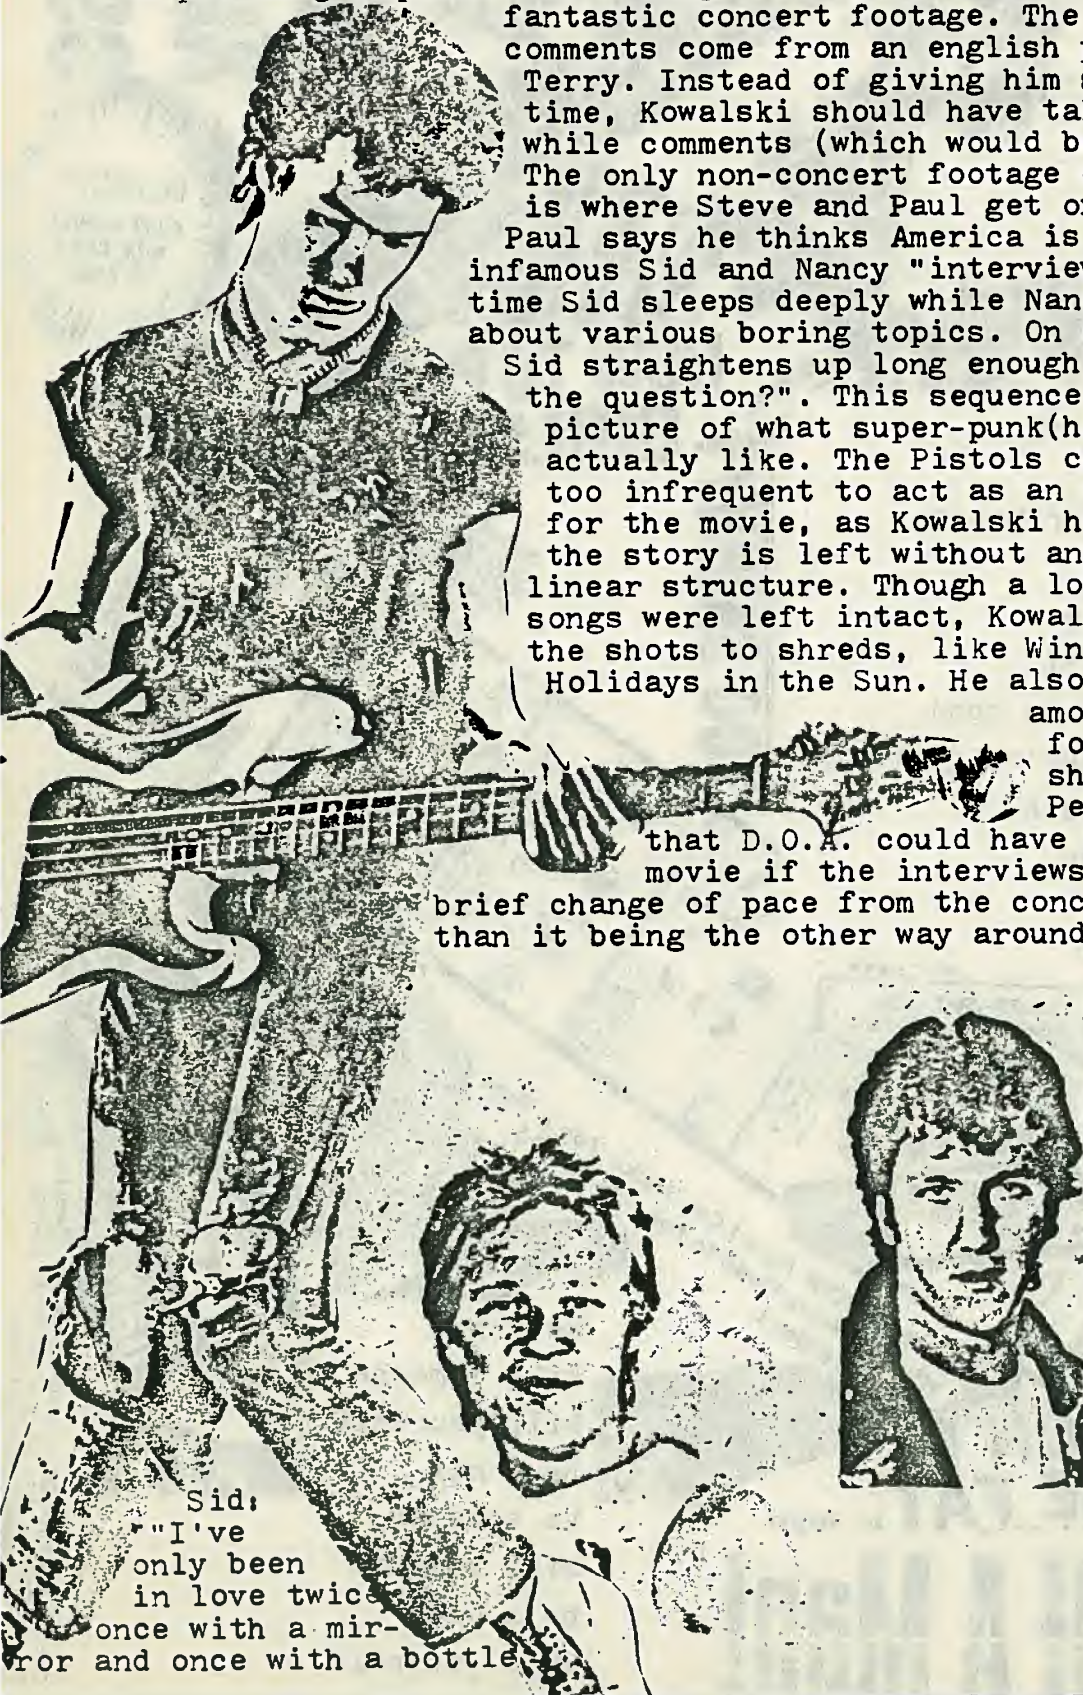 fantastic concert footage. The
comments come from an english
Terry. Instead of giving him
time, Kowalski should have ta
while comments (which would b
The only non-concert footage
is where Steve and Paul get o
Paul says he thinks America is
infamous Sid and Nancy "intervie
time Sid sleeps deeply while Nan
about various boring topics. On
Sid straightens up long enough
the question?". This sequence
picture of what super-punk(h
actually like. The Pistols c
too infrequent to act as an
for the movie, as Kowalski h
the story is left without an
linear structure. Though a lo
songs were left intact, Kowal
the shots to shreds, like Win
Holidays in the Sun. He also
amo
fo
sh
Pe
that D.O.A. could have
movie if the interviews
brief change of pace from the conc
than it being the other way around
Sid:
"I've
only been
in love twice
once with a mir-
ror and once with a bottle